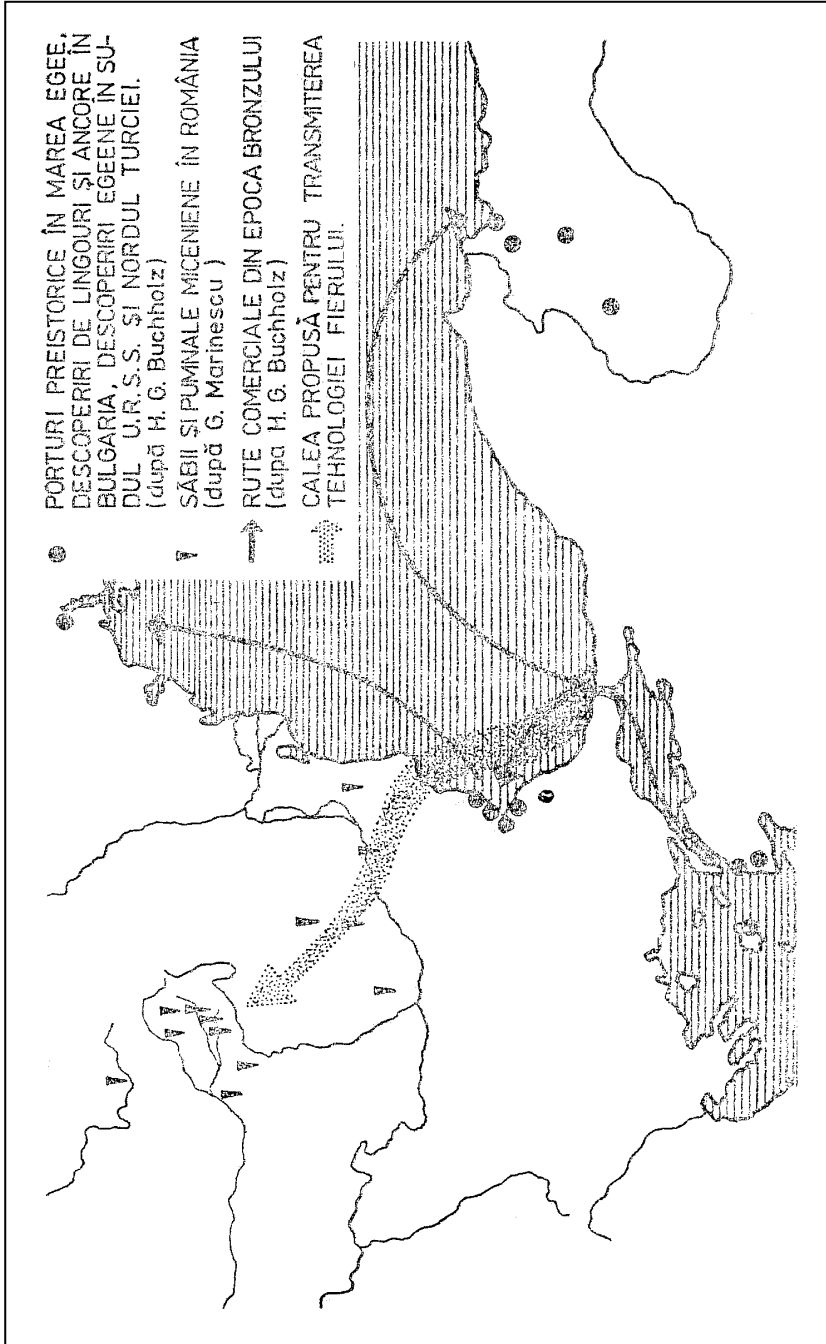 PORTURI PREISTORICE ÎN MAREA EGEE,
DESCOPERIRI DE LINGOURI ȘI ANCORE ÎN
BULGARIA, DESCOPERIRI EGEENE ÎN SU-
DUL U.R.S.S. ȘI NORDUL TURCIEI.
(după H. G. Buchholz)
SĂBII ȘI PUMNALE MICENIENE ÎN ROMÂNIA
(după G. Marinescu)
RUTE COMERCIALE DIN EPOCA BRONZULUI
(dupa H. G. Buchholz)
CALEA PROPUSĂ PENTRU TRANSMITEREA
TEHNOLOGIEI FIERULUI.